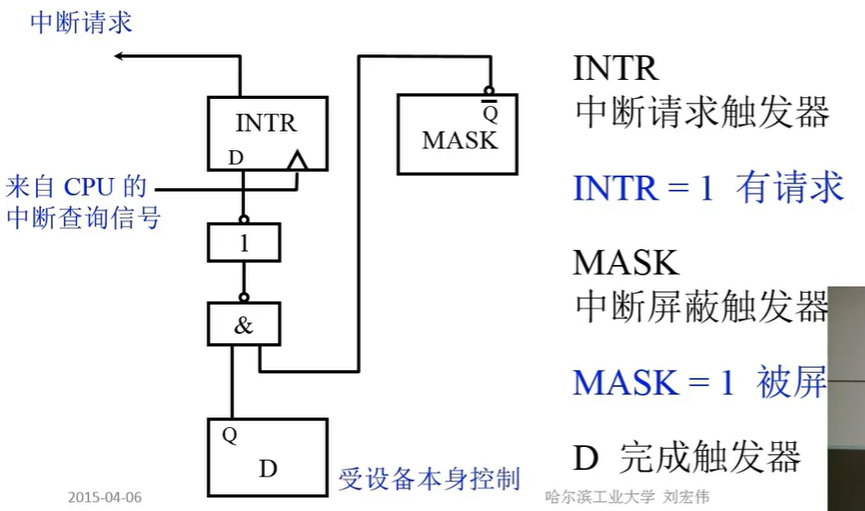 中断请求
INTR
D
来自 CPU 的
中断查询信号
1
&
Q
D
受设备本身控制
Q̅
MASK
INTR
中断请求触发器
INTR = 1 有请求
MASK
中断屏蔽触发器
MASK = 1 被屏
D 完成触发器
2015-04-06
哈尔滨工业大学 刘宏伟